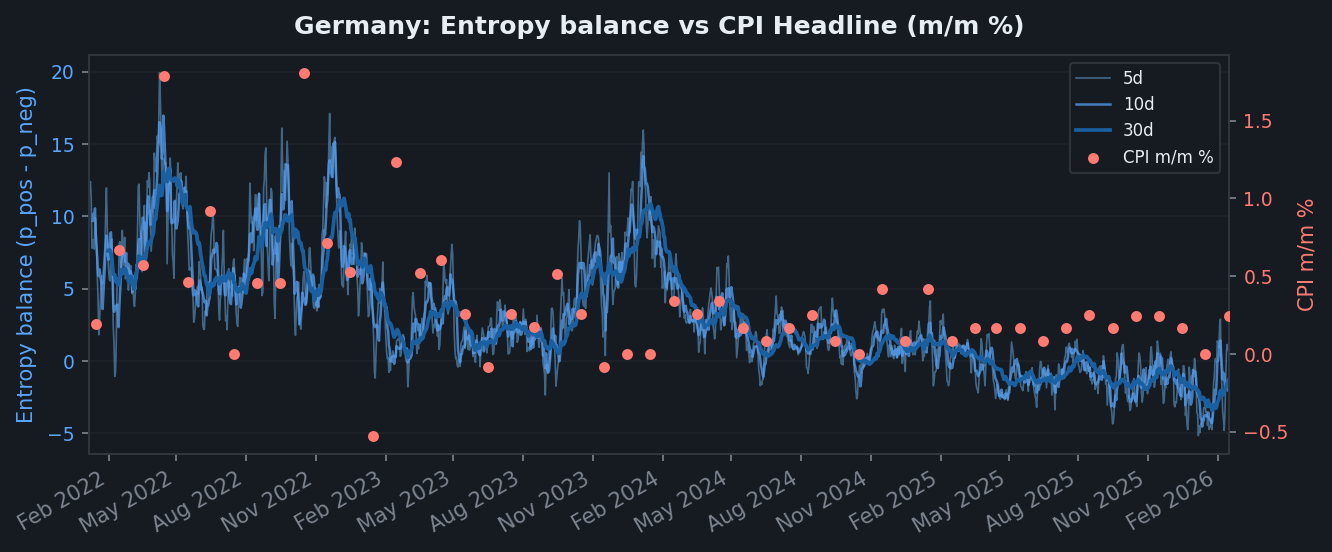 Germany: Entropy balance vs CPI Headline (m/m %)
Entropy balance (p_pos - p_neg)
20
15
10
5
0
−5
5d
10d
30d
CPI m/m %
1.5
1.0
0.5
0.0
−0.5
CPI m/m %
Feb 2022
May 2022
Aug 2022
Nov 2022
Feb 2023
May 2023
Aug 2023
Nov 2023
Feb 2024
May 2024
Aug 2024
Nov 2024
Feb 2025
May 2025
Aug 2025
Nov 2025
Feb 2026